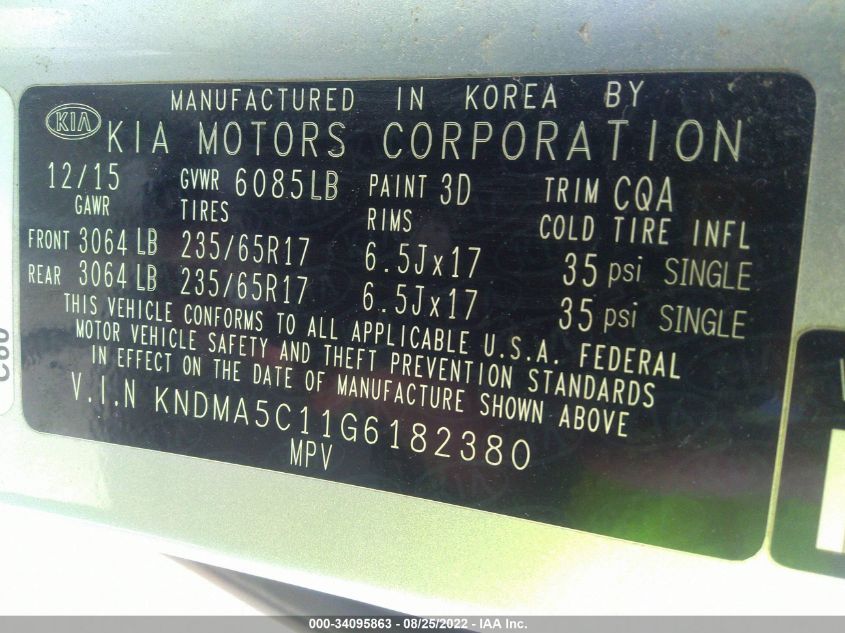 MANUFACTURED IN KOREA BY
KIA KIA MOTORS CORPORATION
12/15 GVWR 6085LB PAINT 3D TRIM CQA
GAWR TIRES RIMS COLD TIRE INFL
FRONT 3064 LB 235/65R17 6.5Jx17 35 psi SINGLE
REAR 3064 LB 235/65R17 6.5Jx17 35 psi SINGLE
THIS VEHICLE CONFORMS TO ALL APPLICABLE U.S.A. FEDERAL
MOTOR VEHICLE SAFETY AND THEFT PREVENTION STANDARDS
IN EFFECT ON THE DATE OF MANUFACTURE SHOWN ABOVE
V.I.N KNDMA5C11G6182380
MPV
000-34095863 - 08/25/2022 - IAA Inc.